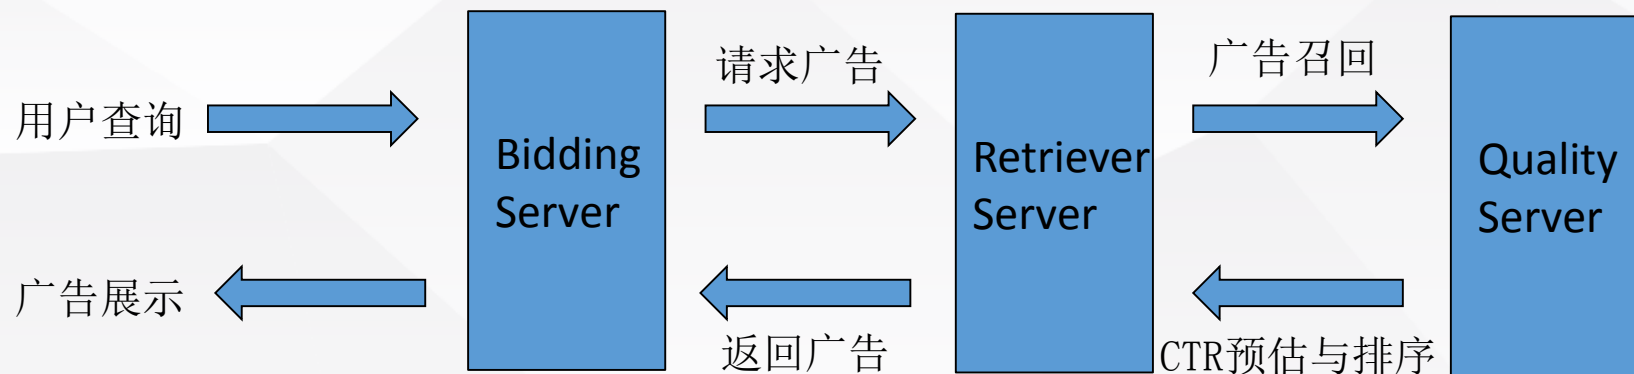 用户查询
请求广告
广告召回
Bidding
Server
Retriever
Server
Quality
Server
广告展示
返回广告
CTR预估与排序